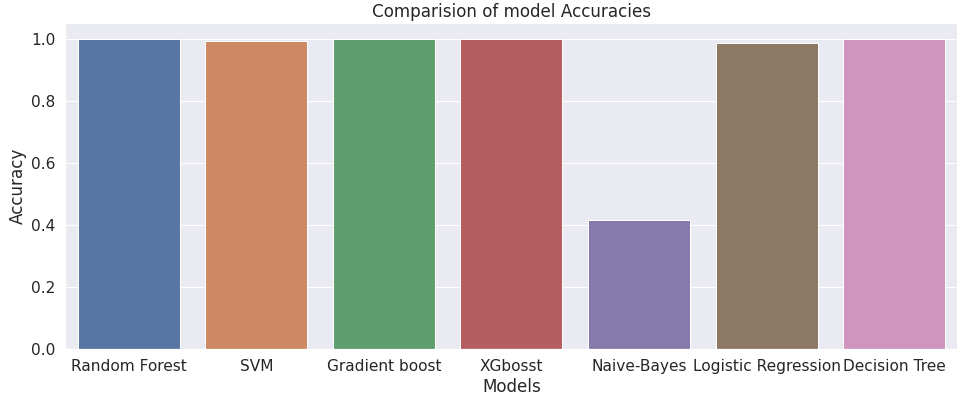 Comparision of model Accuracies
1.0
0.8
0.6
0.4
0.2
0.0
Accuracy
Random Forest SVM Gradient boost XGbosst Naive-Bayes Logistic Regression Decision Tree
Models